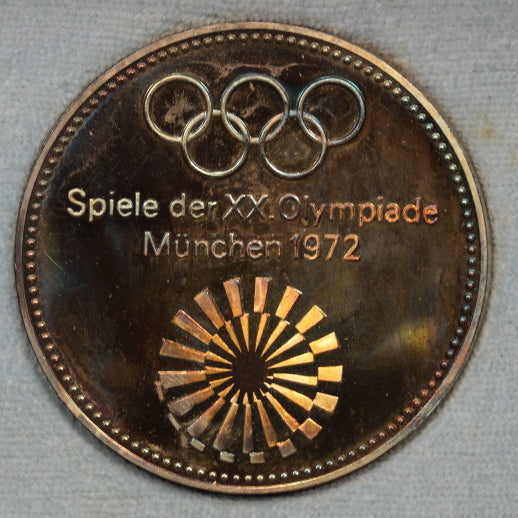 Spiele der XX. Olympiade
München 1972